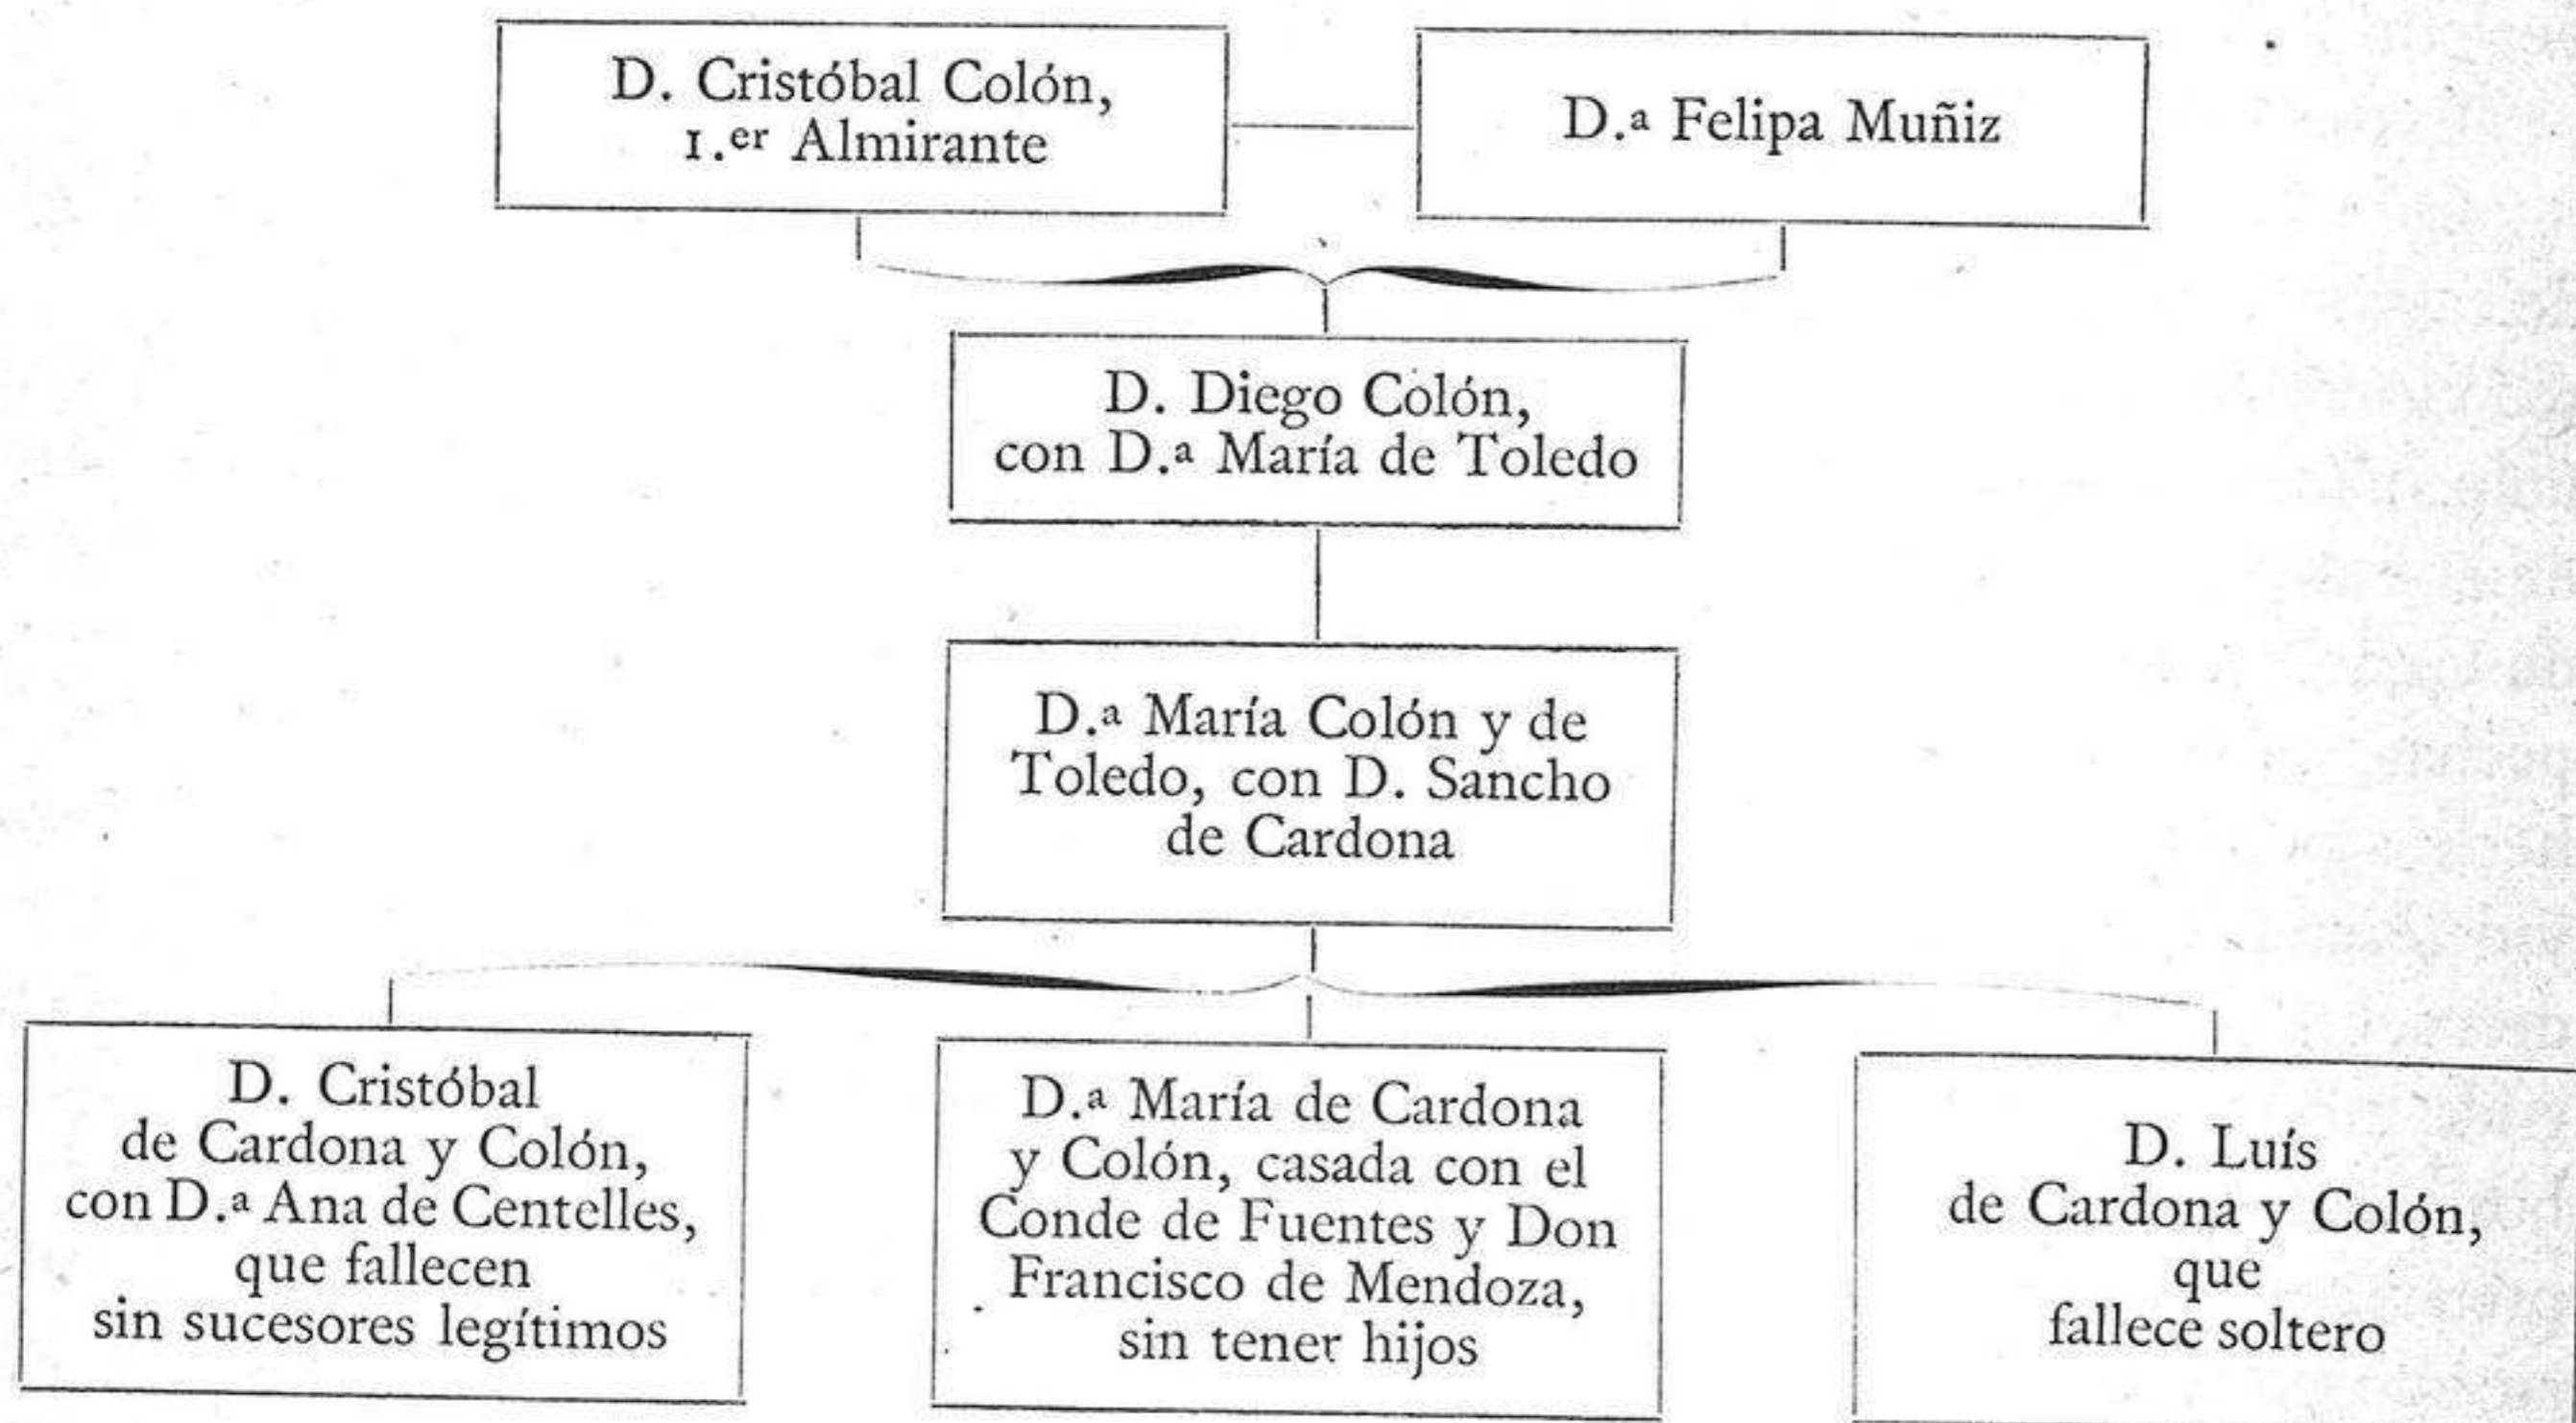 D. Cristóbal Colón,
1.er Almirante
D.a Felipa Muñiz
D. Diego Colón,
con D.a María de Toledo
D.a María Colón y de
Toledo, con D. Sancho
de Cardona
D. Cristóbal
de Cardona y Colón,
con D.a Ana de Centelles,
que fallecen
sin sucesores legítimos
D.a María de Cardona
y Colón, casada con el
Conde de Fuentes y Don
Francisco de Mendoza,
sin tener hijos
D. Luís
de Cardona y Colón,
que
fallece soltero